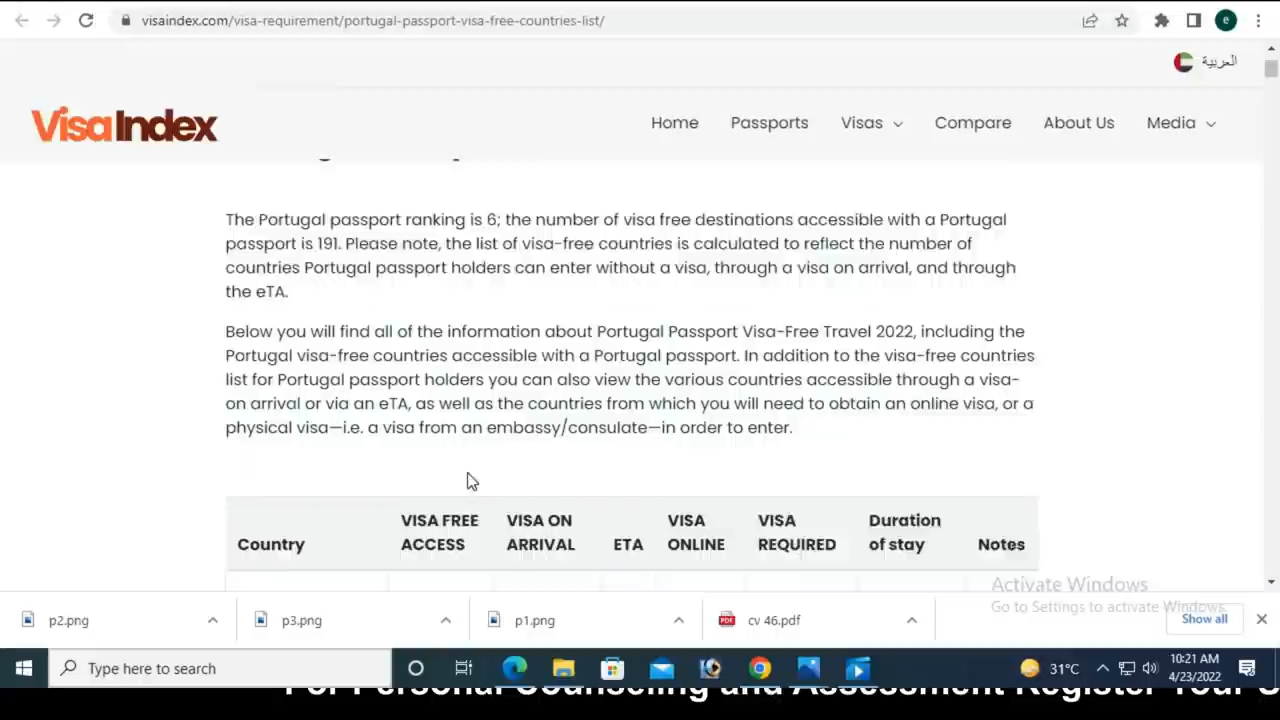 visaindex.com/visa-requirement/portugal-passport-visa-free-countries-list/
e
العربية
VisaIndex
Home Passports Visas Compare About Us Media
The Portugal passport ranking is 6; the number of visa free destinations accessible with a Portugal
passport is 191. Please note, the list of visa-free countries is calculated to reflect the number of
countries Portugal passport holders can enter without a visa, through a visa on arrival, and through
the eTA.
Below you will find all of the information about Portugal Passport Visa-Free Travel 2022, including the
Portugal visa-free countries accessible with a Portugal passport. In addition to the visa-free countries
list for Portugal passport holders you can also view the various countries accessible through a visa-
on arrival or via an eTA, as well as the countries from which you will need to obtain an online visa, or a
physical visa—i.e. a visa from an embassy/consulate—in order to enter.
VISA FREE VISA ON VISA VISA Duration
Country ACCESS ARRIVAL ETA ONLINE REQUIRED of stay Notes
Activate Windows
Go to Settings to activate Windows.
p2.png p3.png p1.png cv 46.pdf Show all
Type here to search 31°C 10:21 AM
4/23/2022
For Personal Counseling and Assessment Register Your